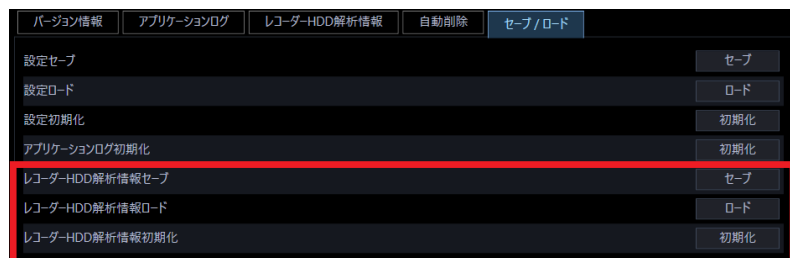 バージョン情報 アプリケーションログ レコーダーHDD解析情報 自動削除 セーブ / ロード
設定セーブ セーブ
設定ロード ロード
設定初期化 初期化
アプリケーションログ初期化 初期化
レコーダーHDD解析情報セーブ セーブ
レコーダーHDD解析情報ロード ロード
レコーダーHDD解析情報初期化 初期化